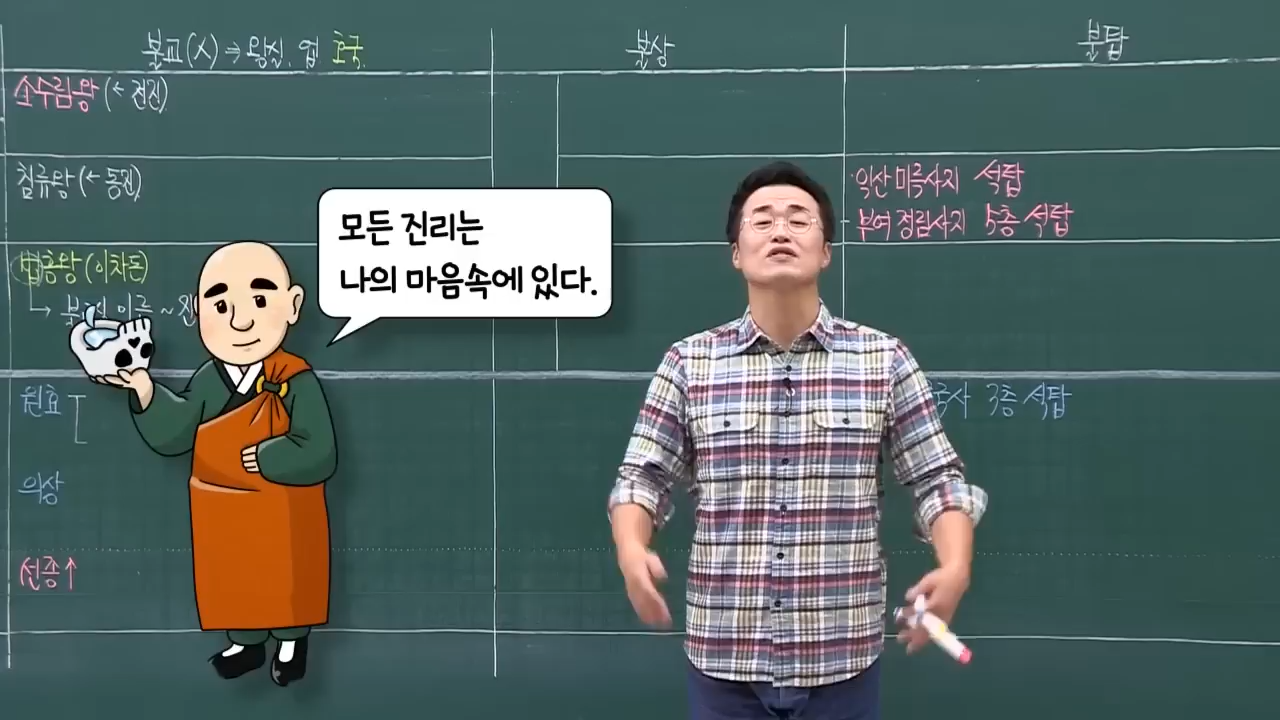 불교(人) → 왕실. 업 호국.
불상
불탑
소수림왕 (← 전진)
침류왕 (← 동진)
·익산 미륵사지 석탑
부여 정림사지 5층 석탑
모든 진리는
나의 마음속에 있다.
법흥왕 (이차돈)
원효
국사 3층 석탑
의상
선종↑